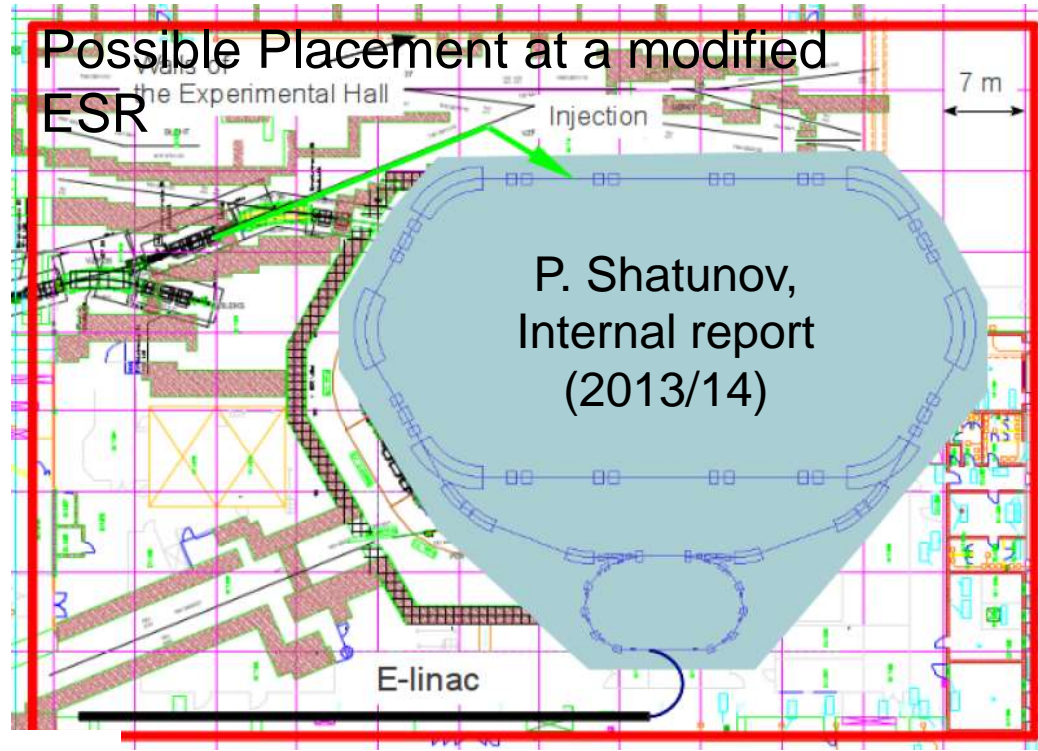 Possible Placement at a modified
ESR
Walls of
the Experimental Hall
Injection
7 m
P. Shatunov,
Internal report
(2013/14)
E-linac